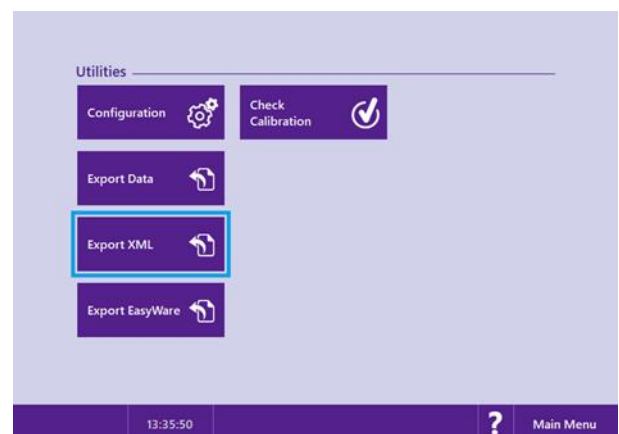 Utilities
Configuration
Check
Calibration
Export Data
Export XML
Export EasyWare
13:35:50
?
Main Menu